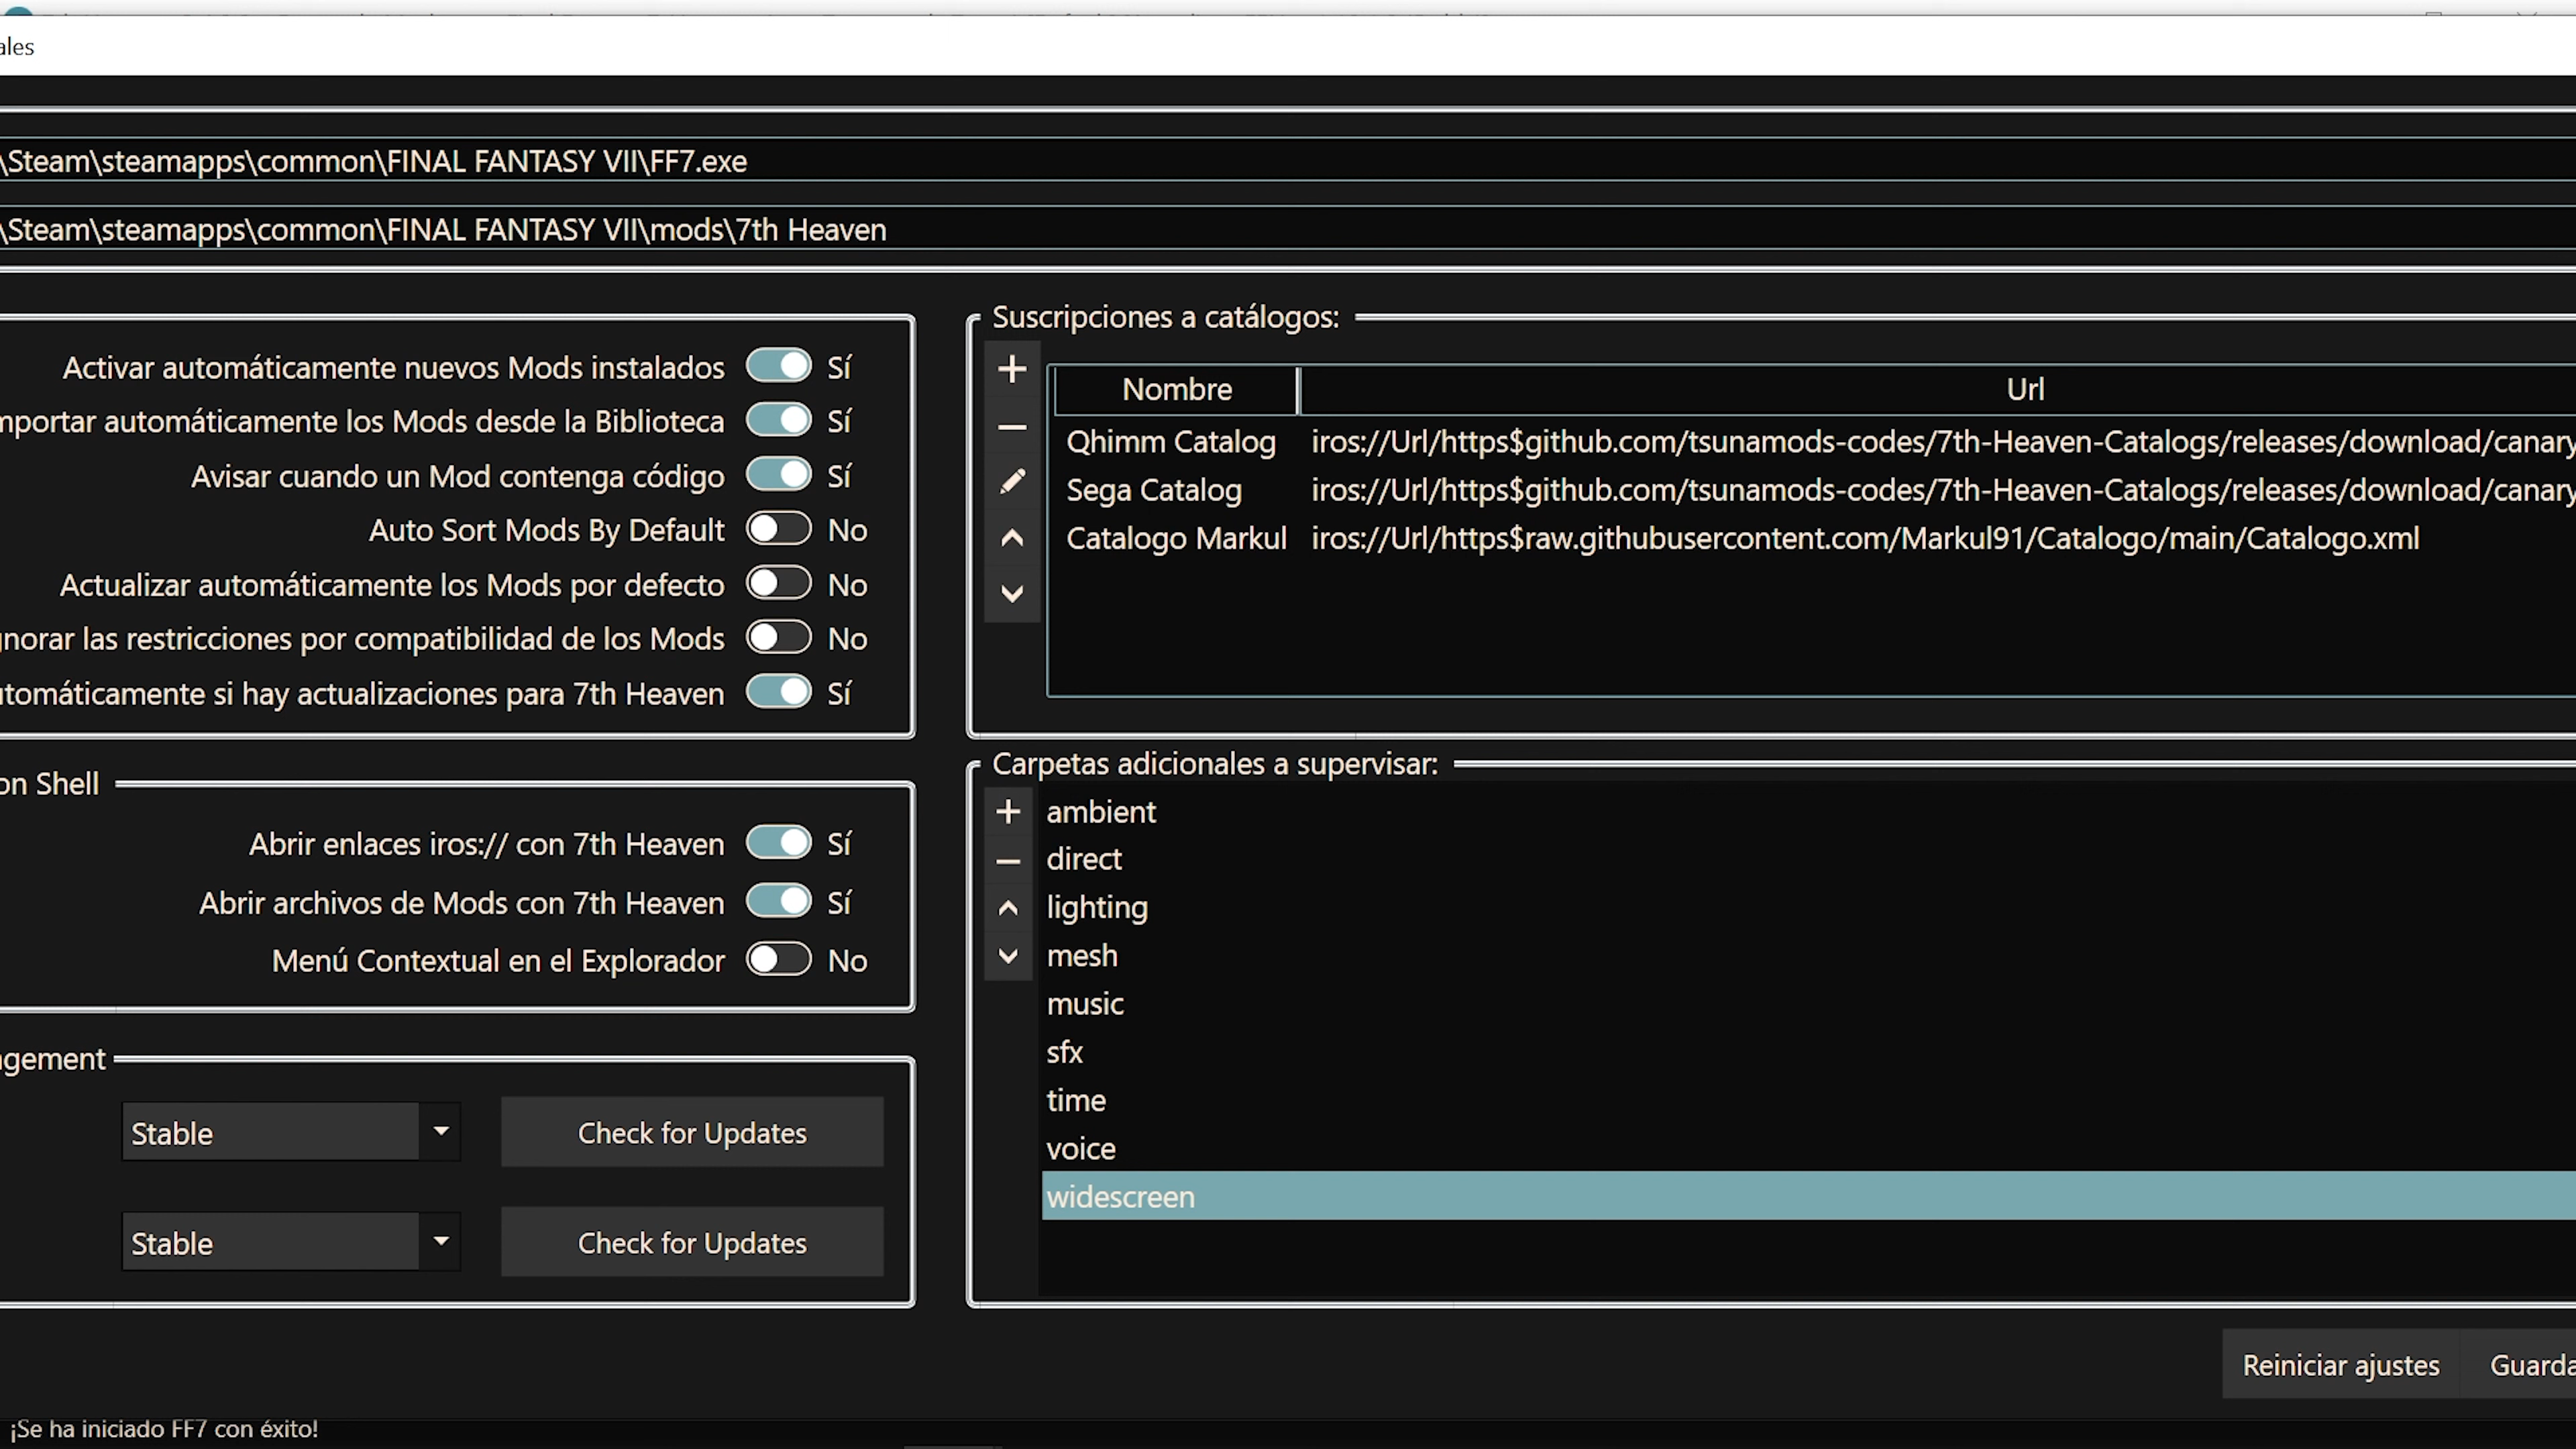 ales
\Steam\steamapps\common\FINAL FANTASY VII\FF7.exe
\Steam\steamapps\common\FINAL FANTASY VII\mods\7th Heaven
Activar automáticamente nuevos Mods instalados Sí
mportar automáticamente los Mods desde la Biblioteca Sí
Avisar cuando un Mod contenga código Sí
Auto Sort Mods By Default No
Actualizar automáticamente los Mods por defecto No
gnorar las restricciones por compatibilidad de los Mods No
utomáticamente si hay actualizaciones para 7th Heaven Sí
on Shell
Abrir enlaces iros:// con 7th Heaven Sí
Abrir archivos de Mods con 7th Heaven Sí
Menú Contextual en el Explorador No
agement
Stable Check for Updates
Stable Check for Updates
Suscripciones a catálogos:
Nombre Url
Qhimm Catalog iros://Url/https$github.com/tsunamods-codes/7th-Heaven-Catalogs/releases/download/canary
Sega Catalog iros://Url/https$github.com/tsunamods-codes/7th-Heaven-Catalogs/releases/download/canary
Catalogo Markul iros://Url/https$raw.githubusercontent.com/Markul91/Catalogo/main/Catalogo.xml
Carpetas adicionales a supervisar:
ambient
direct
lighting
mesh
music
sfx
time
voice
widescreen
Reiniciar ajustes Guarda
¡Se ha iniciado FF7 con éxito!